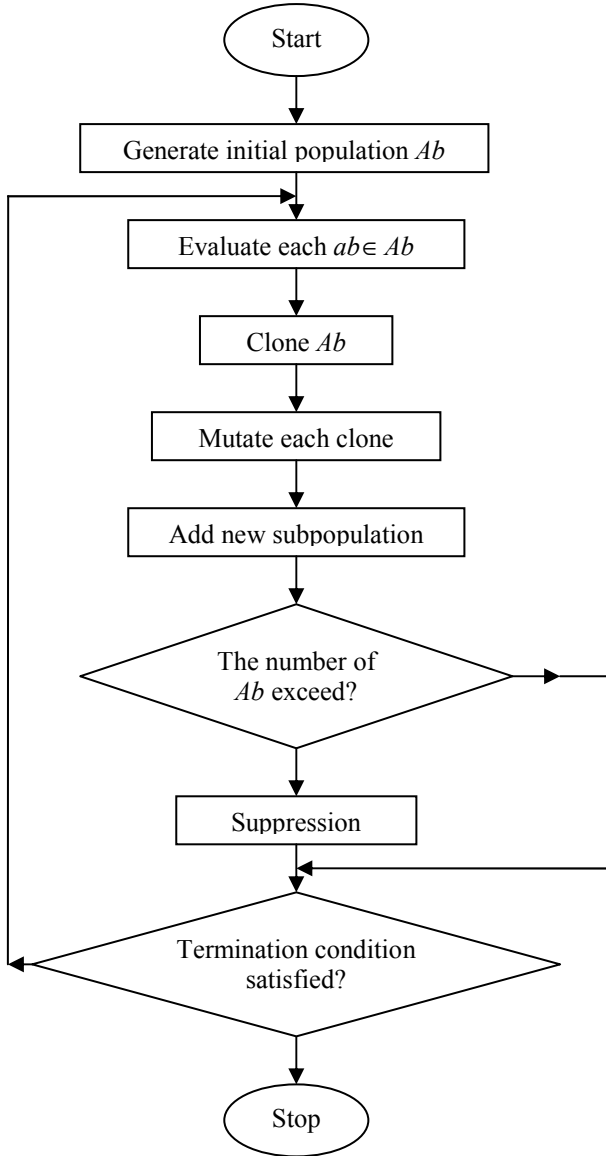 Start
Generate initial population Ab
Evaluate each ab∈ Ab
Clone Ab
Mutate each clone
Add new subpopulation
The number of
Ab exceed?
Suppression
Termination condition
satisfied?
Stop